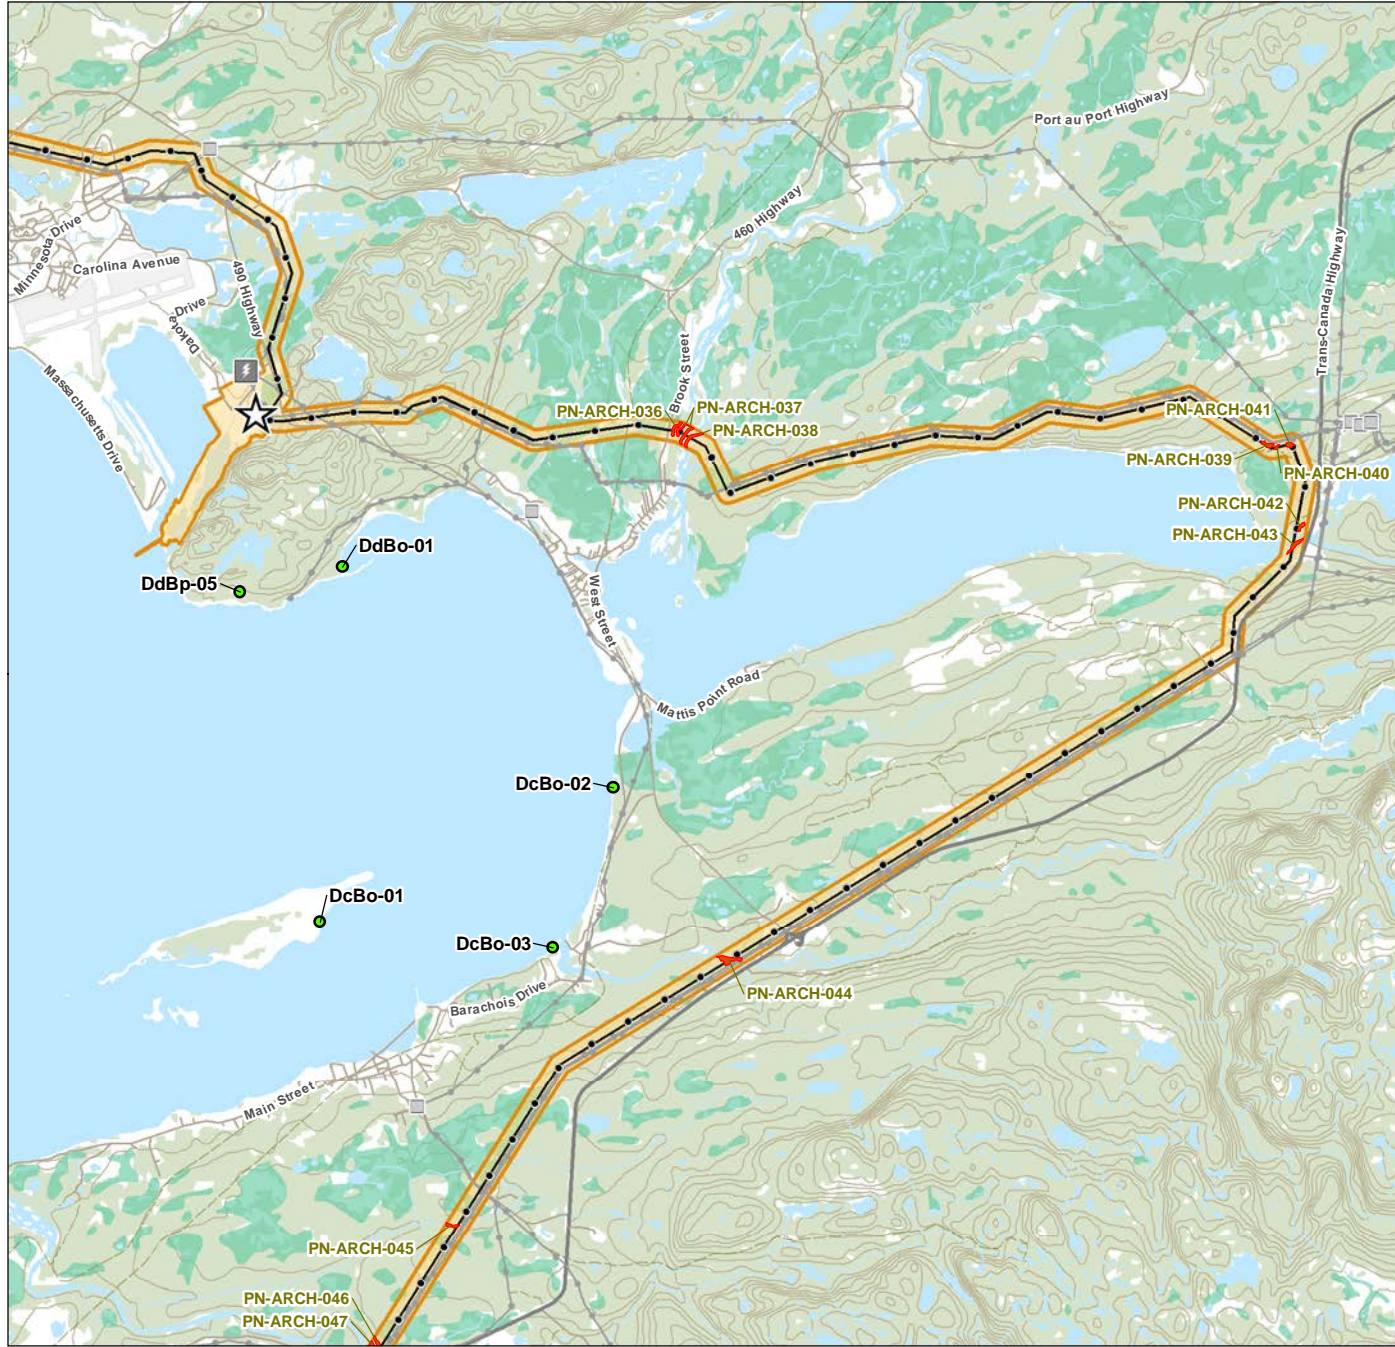 Port au Port Highway
460 Highway
Minnesota Drive
Carolina Avenue
490 Highway
Trans-Canada Highway
Dakota Drive
Massachusetts Drive
Brook Street
PN-ARCH-036
PN-ARCH-037
PN-ARCH-038
PN-ARCH-041
PN-ARCH-039
PN-ARCH-040
PN-ARCH-042
PN-ARCH-043
DdBo-01
DdBp-05
West Street
Mattis Point Road
DcBo-02
DcBo-01
DcBo-03
PN-ARCH-044
Barachois Drive
Main Street
PN-ARCH-045
PN-ARCH-046
PN-ARCH-047